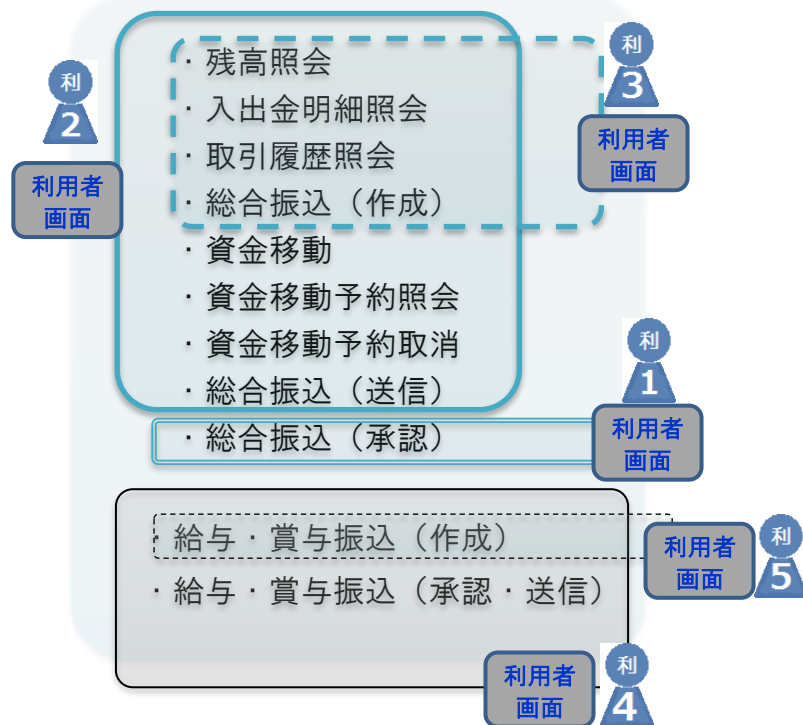 ・残高照会
・入出金明細照会
・取引履歴照会
・総合振込（作成）
・資金移動
・資金移動予約照会
・資金移動予約取消
・総合振込（送信）
・総合振込（承認）
・給与・賞与振込（作成）
・給与・賞与振込（承認・送信）
利
2
利用者
画面
利
3
利用者
画面
利
1
利用者
画面
利用者
画面
利
5
利用者
画面
利
4